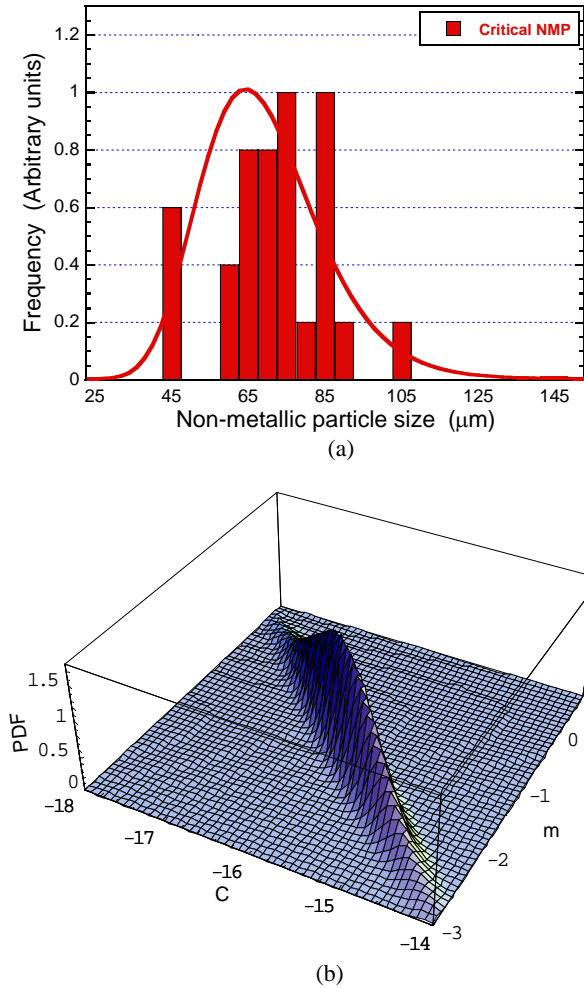 1.2
Critical NMP
1
0.8
0.6
0.4
0.2
0
Frequency (Arbitrary units)
25 45 65 85 105 125 145
Non-metallic particle size (μm)
(a)
1.5
1
0.5
0
PDF
-18
-17
-16
-15
-14
C
0
-1
-2
-3
m
(b)